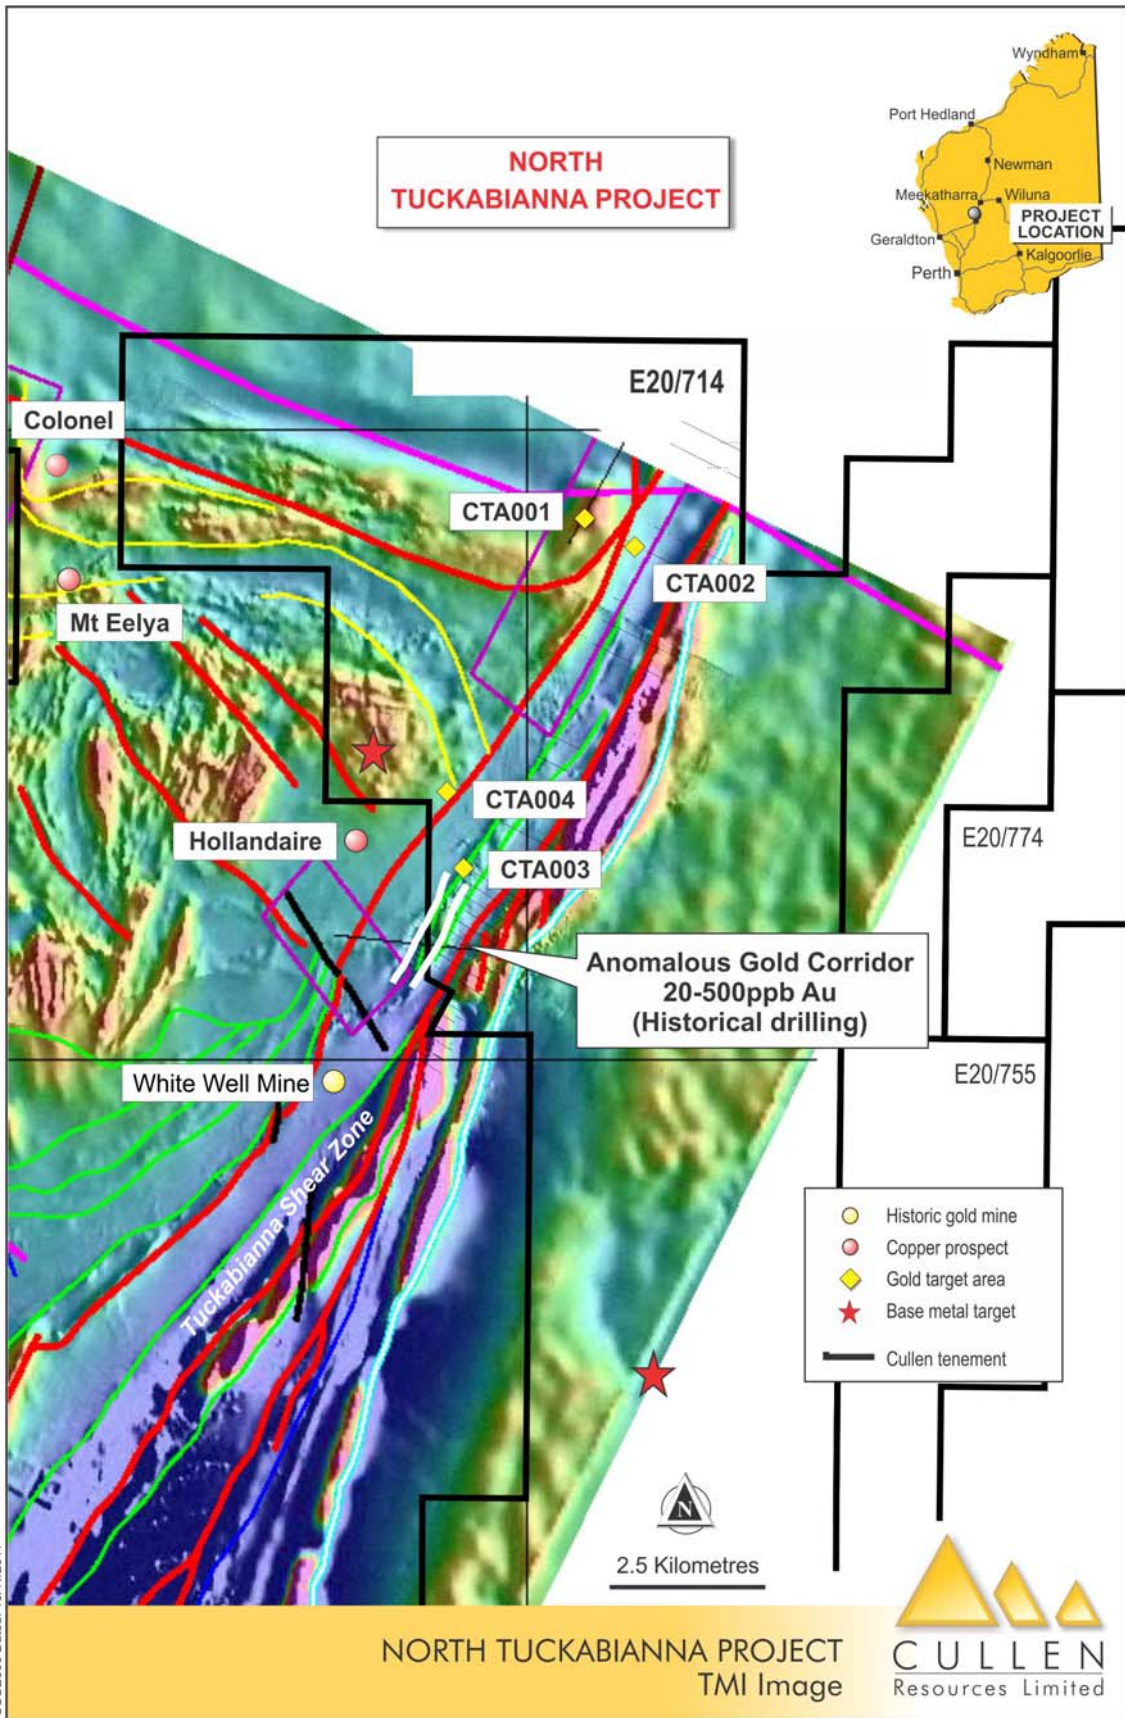 NORTH
TUCKABIANNA PROJECT
Wyndham
Port Hedland
Newman
Meekatharra
Wiluna
PROJECT
LOCATION
Geraldton
Kalgoorlie
Perth
E20/714
Colonel
CTA001
CTA002
Mt Eelya
CTA004
Hollandaire
CTA003
E20/774
Anomalous Gold Corridor
20-500ppb Au
(Historical drilling)
E20/755
White Well Mine
Tuckabianna Shear Zone
Historic gold mine
Copper prospect
Gold target area
Base metal target
Cullen tenement
N
2.5 Kilometres
NORTH TUCKABIANNA PROJECT
TMI Image
CULLEN
Resources Limited